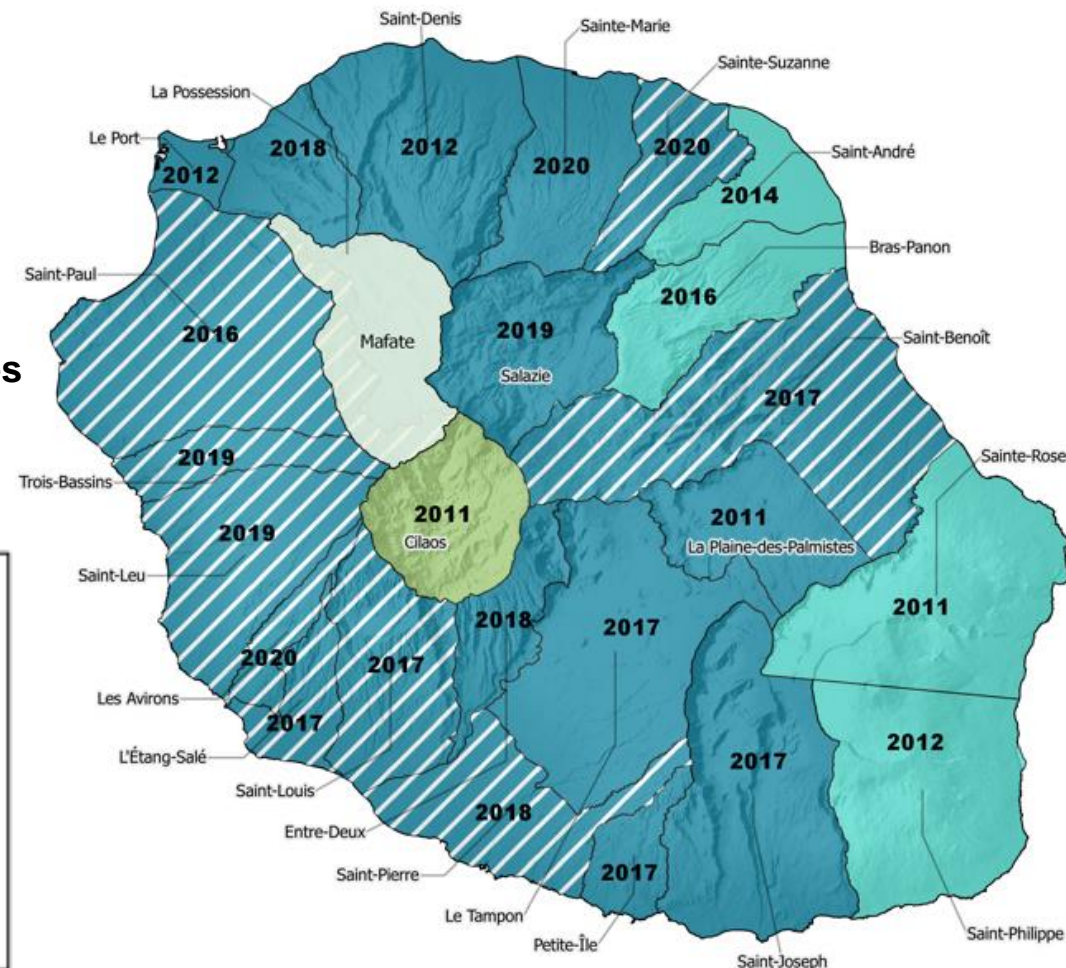 Saint-Denis
Sainte-Marie
Sainte-Suzanne
La Possession
Le Port
2018
2012
2020
2020
Saint-André
2012
2014
Bras-Panon
Saint-Paul
2016
2016
Mafate
2019
Salazie
Saint-Benoît
2017
2019
Trois-Bassins
Sainte-Rose
2011
Cilaos
2011
La Plaine-des-Palmistes
2019
Saint-Leu
2018
2017
2011
2020
2017
Les Avirons
2017
L'Étang-Salé
2012
Saint-Louis
2017
2018
Entre-Deux
Saint-Pierre
2017
Le Tampon
Petite-Île
Saint-Joseph
Saint-Philippe